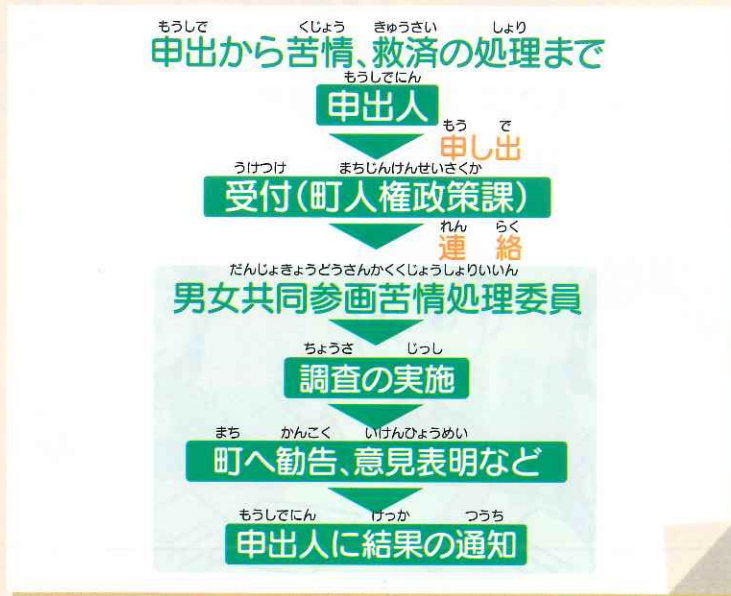 もうしで くじょう きゅうさい しょり
申出から苦情、救済の処理まで
もうしでにん
申出人
もう で
申し出
うけつけ まちじんけんせいさくか
受付(町人権政策課)
れん らく
連 絡
だんじょきょうどうさんかくくじょうしょりいいん
男女共同参画苦情処理委員
ちょうさ じっし
調査の実施
まち かんこく いけんひょうめい
町へ勧告、意見表明など
もうしでにん けっか つうち
申出人に結果の通知